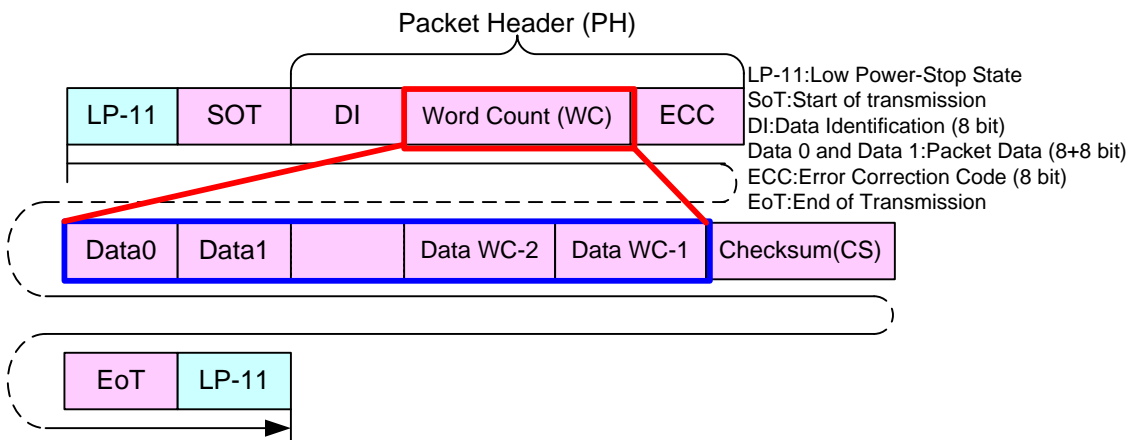 Packet Header (PH)
LP-11 SOT DI Word Count (WC) ECC
LP-11:Low Power-Stop State
SoT:Start of transmission
DI:Data Identification (8 bit)
Data 0 and Data 1:Packet Data (8+8 bit)
ECC:Error Correction Code (8 bit)
EoT:End of Transmission
Data0 Data1 Data WC-2 Data WC-1 Checksum(CS)
EoT LP-11